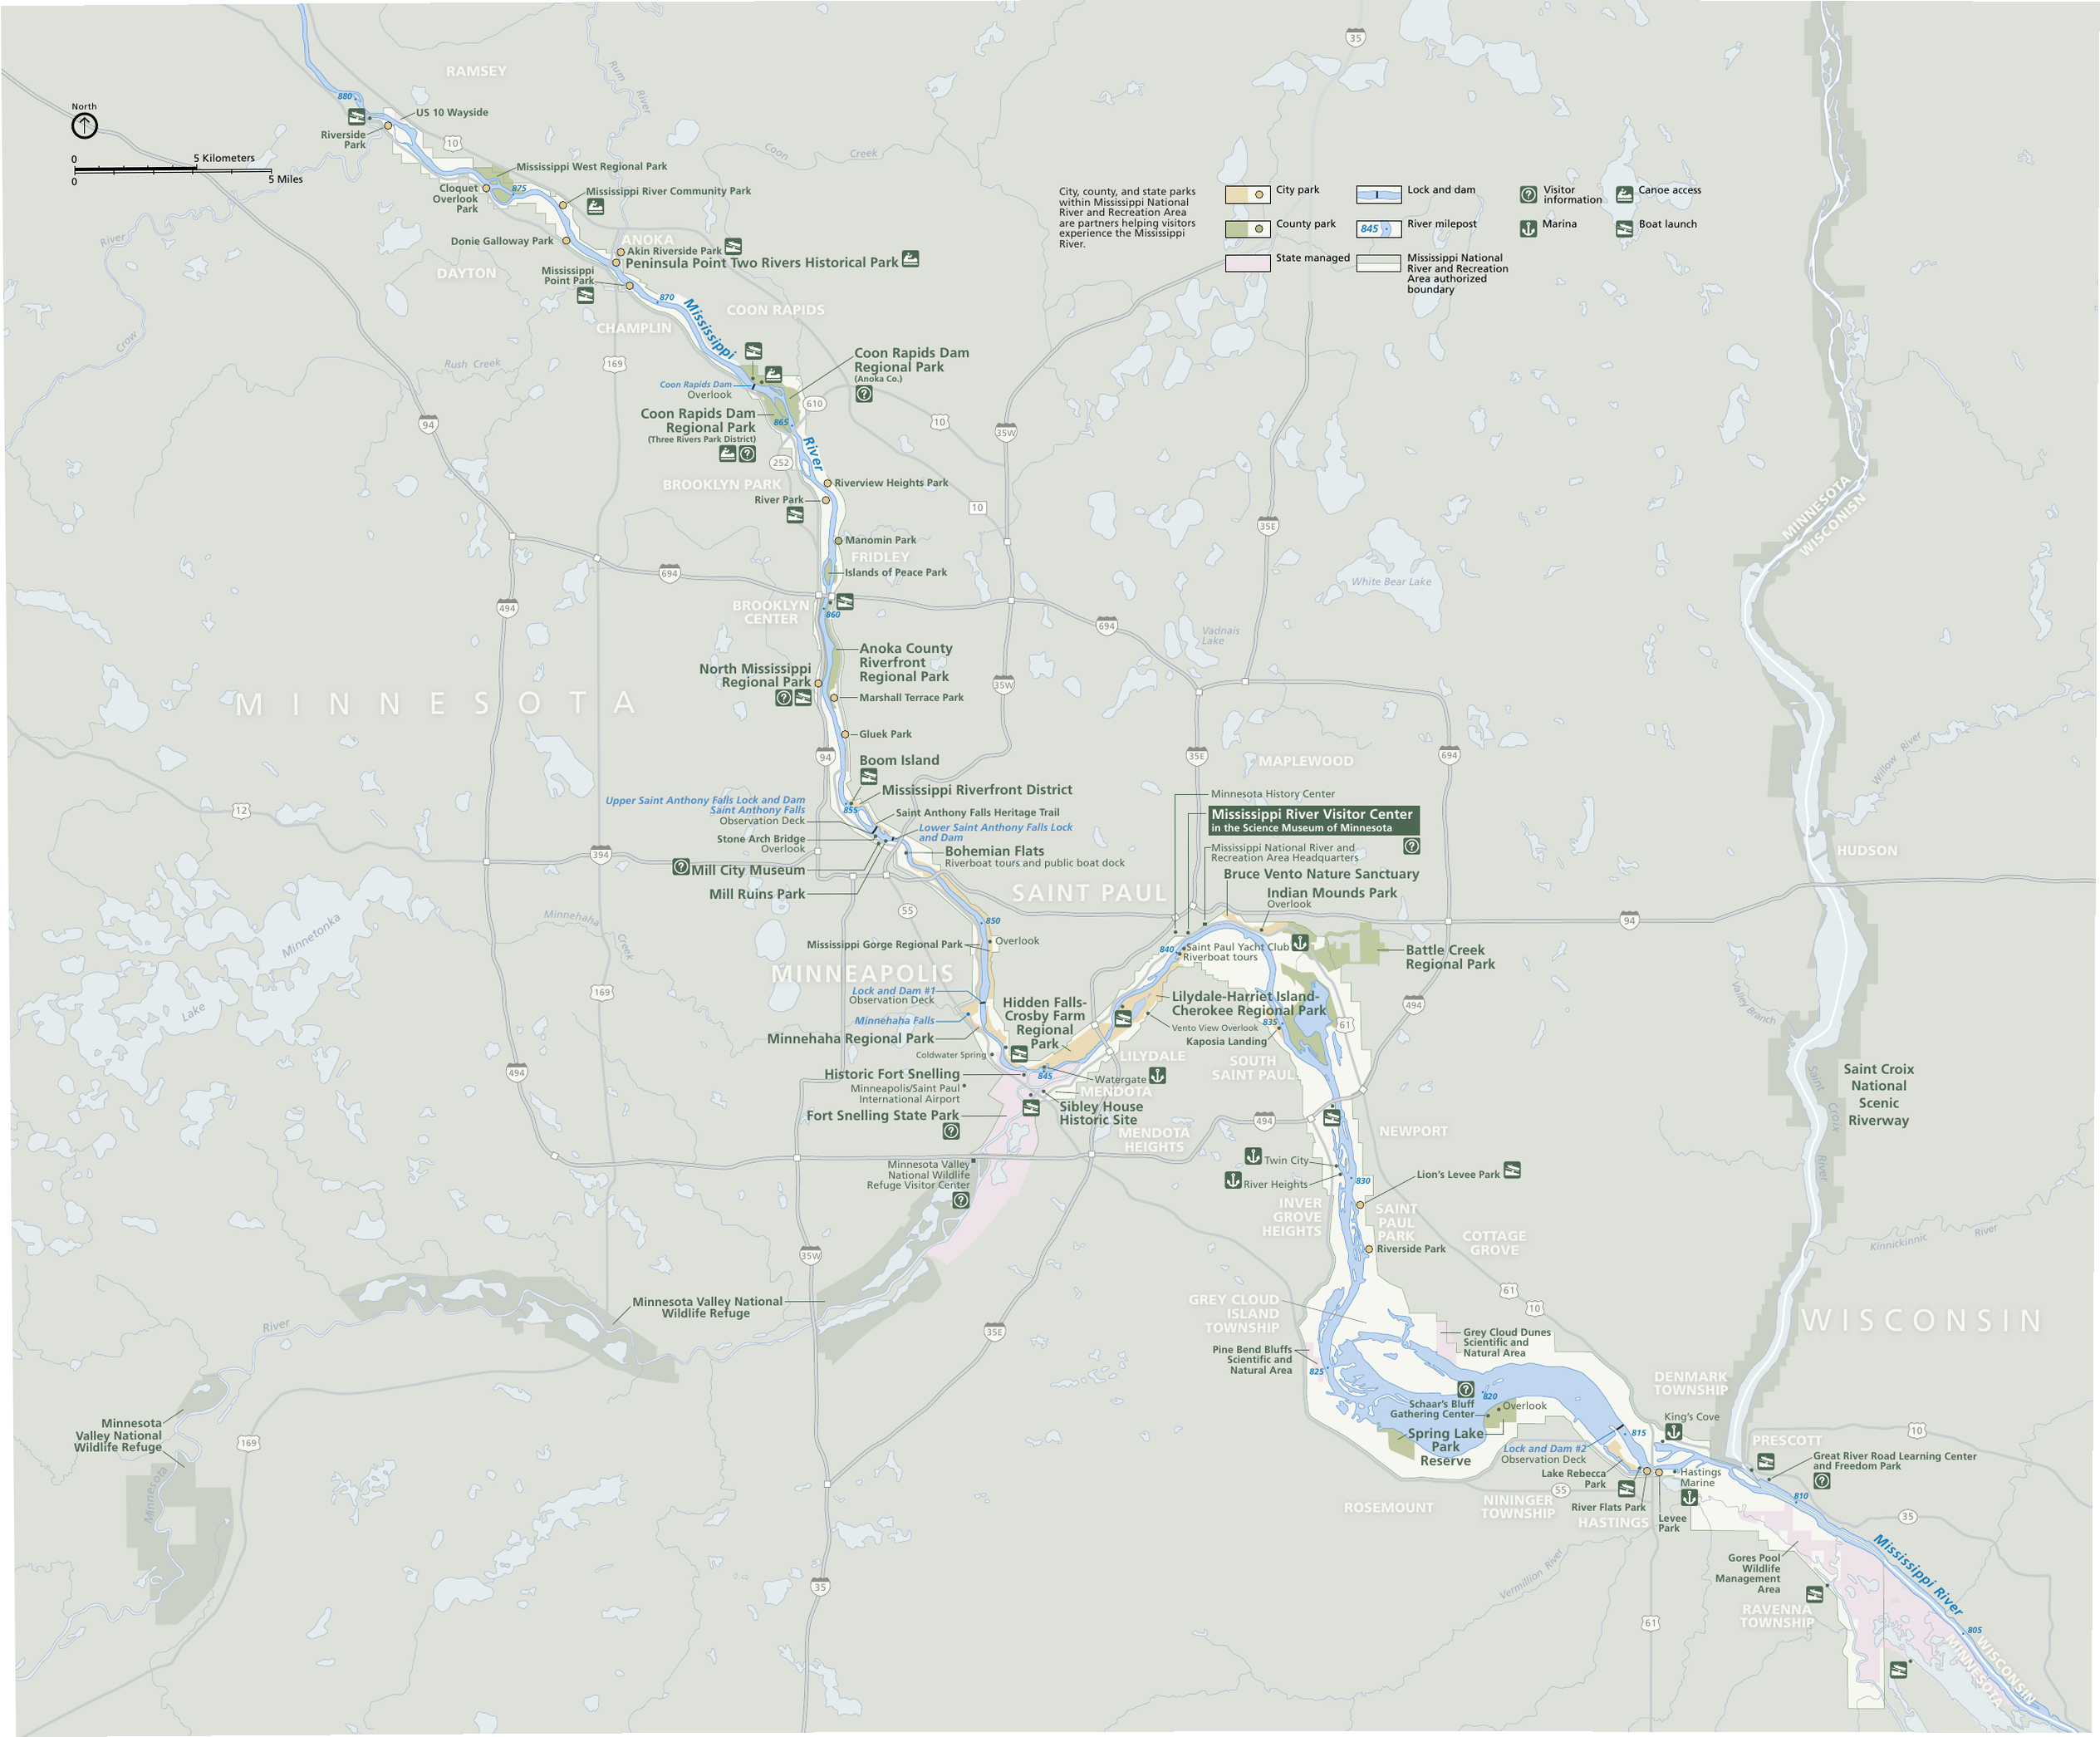 35
RAMSEY
Rum
River
880
US 10 Wayside
North
Riverside
Park
10
0
5 Kilometers
0
5 Miles
Coon
Creek
Mississippi West Regional Park
Cloquet
Overlook
Park
875
Mississippi River Community Park
City, county, and state parks
within Mississippi National
River and Recreation Area
are partners helping visitors
experience the Mississippi
River.
City park
County park
State managed
Lock and dam
845
River milepost
Mississippi National
River and Recreation
Area authorized
boundary
Visitor
information
Marina
Canoe access
Boat launch
River
Crow
Donie Galloway Park
ANOKA
Akin Riverside Park
Peninsula Point Two Rivers Historical Park
DAYTON
Mississippi
Point Park
870
Mississippi
River
COON RAPIDS
CHAMPLIN
Rush Creek
169
94
Coon Rapids Dam
Regional Park
(Anoka Co.)
Coon Rapids Dam
Overlook
610
Coon Rapids Dam
Regional Park
(Three Rivers Park District)
865
10
35W
252
BROOKLYN PARK
Riverview Heights Park
River Park
10
35E
MINNESOTA
WISCONISN
Manomin Park
FRIDLEY
Islands of Peace Park
694
494
White Bear Lake
BROOKLYN
CENTER
860
694
Vadnais
Lake
Anoka County
Riverfront
Regional Park
North Mississippi
Regional Park
35W
Marshall Terrace Park
MINNESOTA
Gluek Park
94
35E
694
MAPLEWOOD
Willow River
Boom Island
Mississippi Riverfront District
Upper Saint Anthony Falls Lock and Dam
Saint Anthony Falls
Observation Deck
855
Saint Anthony Falls Heritage Trail
Stone Arch Bridge
Overlook
Lower Saint Anthony Falls Lock
and Dam
12
394
Minnesota History Center
Mississippi River Visitor Center
in the Science Museum of Minnesota
Mississippi National River and
Recreation Area Headquarters
Bohemian Flats
Riverboat tours and public boat dock
Mill City Museum
Mill Ruins Park
HUDSON
Bruce Vento Nature Sanctuary
Indian Mounds Park
Overlook
SAINT PAUL
55
94
Minnehaha
Creek
Lake
Minnetonka
850
Mississippi Gorge Regional Park
Overlook
840
Saint Paul Yacht Club
Riverboat tours
Battle Creek
Regional Park
MINNEAPOLIS
169
Lock and Dam #1
Observation Deck
Minnehaha Falls
Minnehaha Regional Park
Hidden Falls-
Crosby Farm
Regional
Park
Lilydale-Harriet Island-
Cherokee Regional Park
Vento View Overlook
835
Kaposia Landing
494
61
Valley Branch
Coldwater Spring
LILYDALE
SOUTH
SAINT PAUL
494
Historic Fort Snelling
845
Watergate
MENDOTA
Minneapolis/Saint Paul
International Airport
Fort Snelling State Park
Sibley House
Historic Site
MENDOTA
HEIGHTS
494
NEWPORT
Saint
Croix
River
Saint Croix
National
Scenic
Riverway
Minnesota Valley
National Wildlife
Refuge Visitor Center
Twin City
River Heights
830
Lion's Levee Park
INVER
GROVE
HEIGHTS
SAINT
PAUL
PARK
Riverside Park
COTTAGE
GROVE
35W
Kinnickinnic
River
Minnesota Valley National
Wildlife Refuge
River
35E
61
10
GREY CLOUD
ISLAND
TOWNSHIP
WISCONSIN
Pine Bend Bluffs
Scientific and
Natural Area
825
Grey Cloud Dunes
Scientific and
Natural Area
DENMARK
TOWNSHIP
820
Schaar's Bluff
Gathering Center
Overlook
Spring Lake
Park
Reserve
King's Cove
815
Lock and Dam #2
Observation Deck
PRESCOTT
10
Minnesota
Valley National
Wildlife Refuge
169
Minnesota
Great River Road Learning Center
and Freedom Park
Lake Rebecca
Park
Hastings
Marine
55
810
ROSEMOUNT
NININGER
TOWNSHIP
River Flats Park
HASTINGS
Levee
Park
35
Mississippi River
Gores Pool
Wildlife
Management
Area
Vermillion River
35
61
RAVENNA
TOWNSHIP
805
WISCONSIN
MINNESOTA